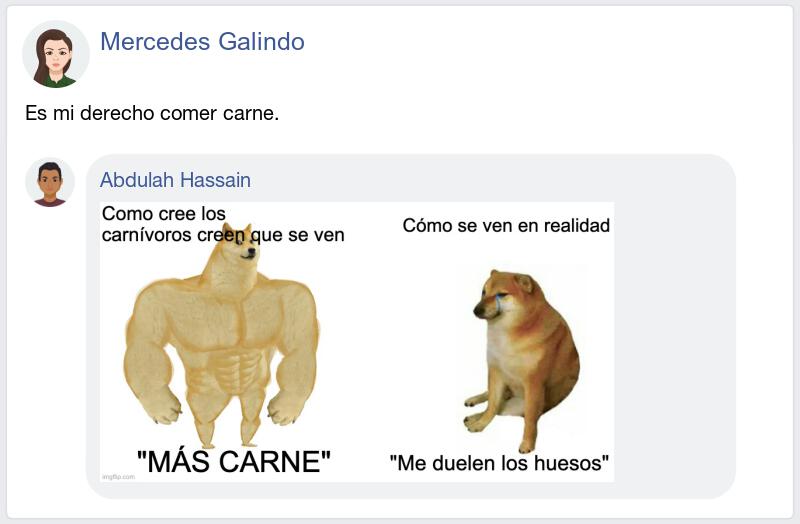 Mercedes Galindo
Es mi derecho comer carne.
Abdulah Hassain
Como cree los
carnívoros creen que se ven
Cómo se ven en realidad
"MÁS CARNE"
"Me duelen los huesos"
imgflip.com